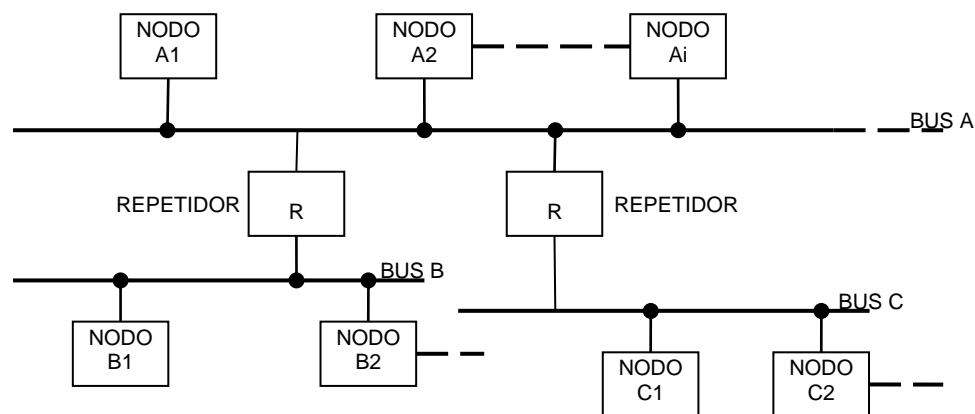 NODO
A1
NODO
A2
NODO
Ai
BUS A
REPETIDOR
R
R
REPETIDOR
BUS B
BUS C
NODO
B1
NODO
B2
NODO
C1
NODO
C2